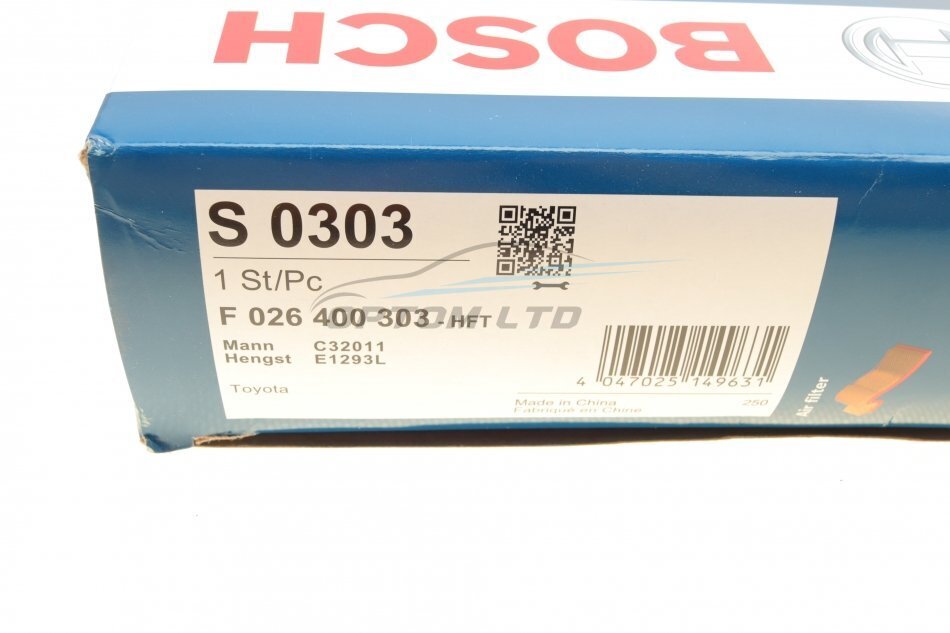 BOSCH
S 0303
1 St/Pc
F 026 400 303 - HFT
OPTOM LTD
Mann C32011
Hengst E1293L
Toyota
4 047025 149631
Made in China 250
Fabriqué en Chine
Air filter